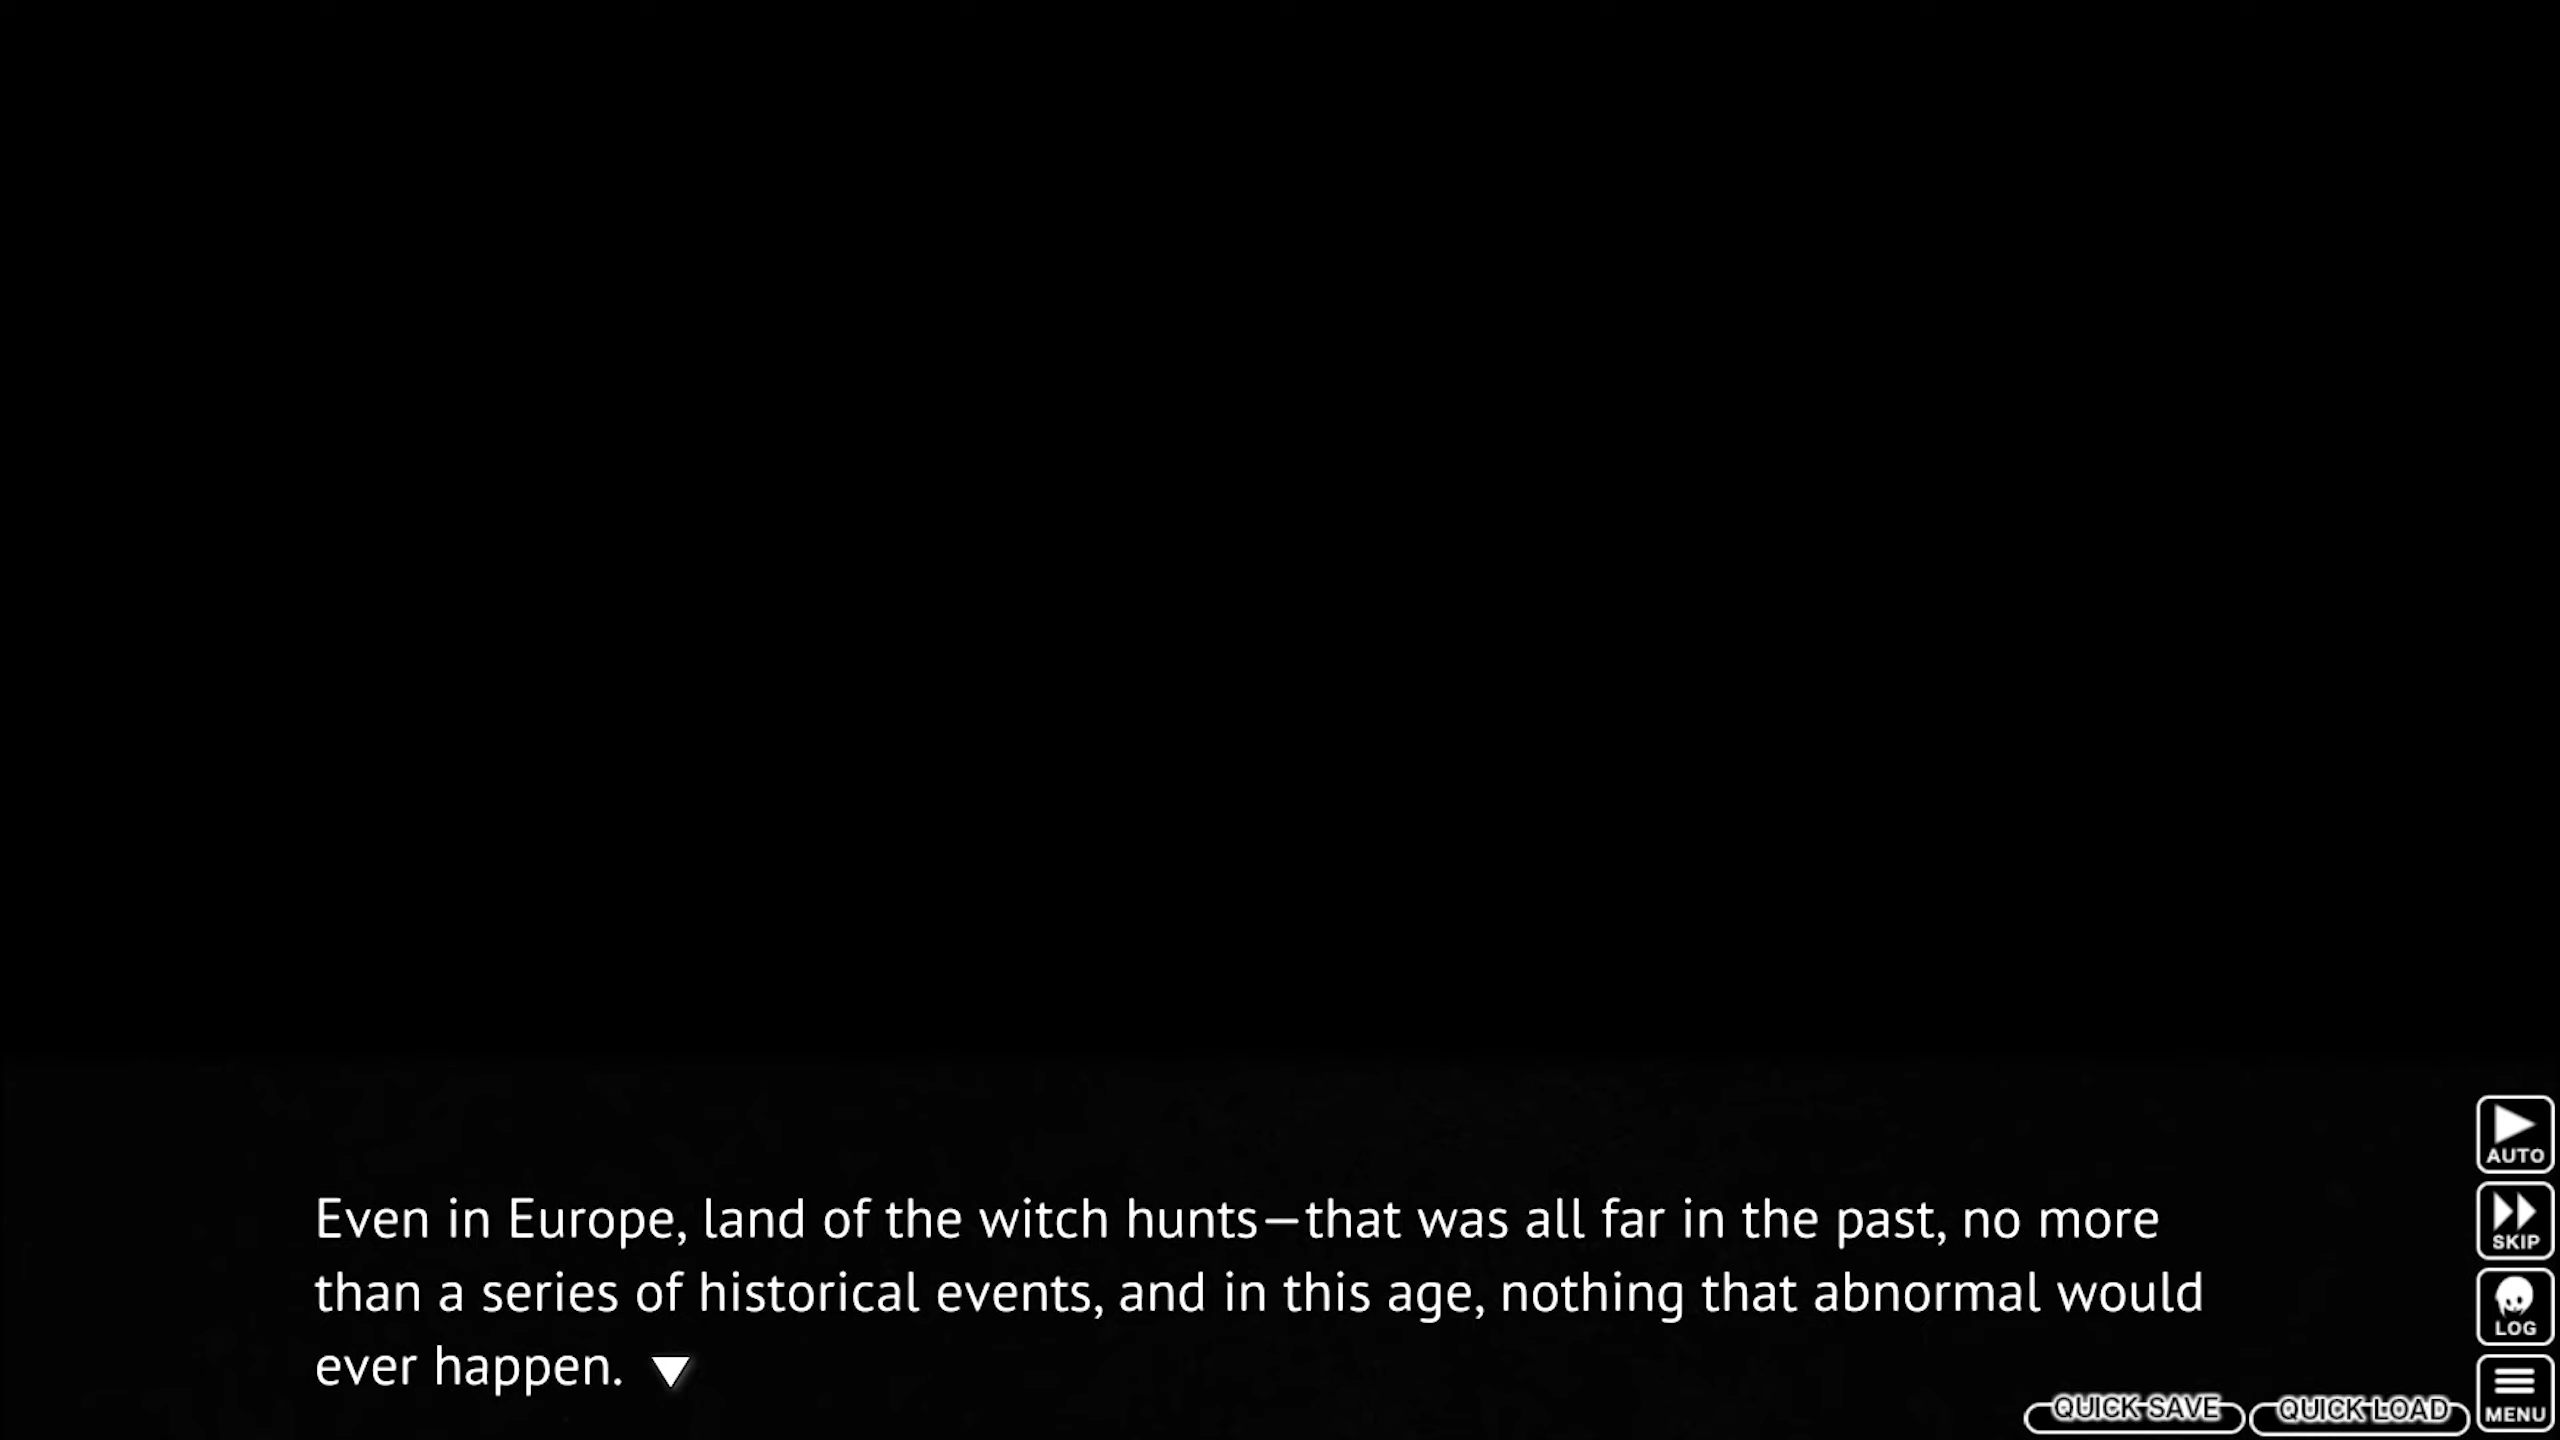 Even in Europe, land of the witch hunts—that was all far in the past, no more
than a series of historical events, and in this age, nothing that abnormal would
ever happen.
AUTO
SKIP
LOG
MENU
QUICK SAVE
QUICK LOAD